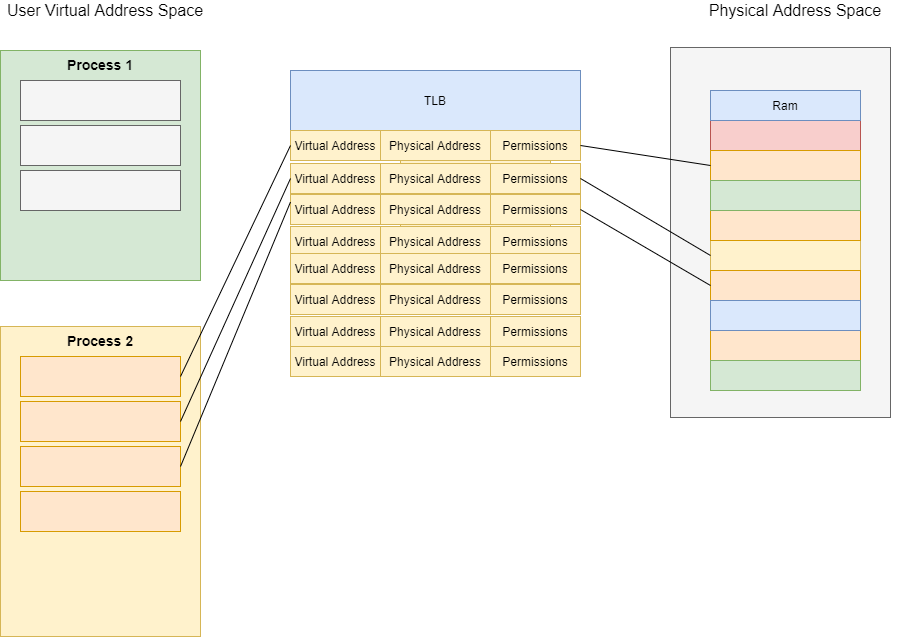 User Virtual Address Space
Physical Address Space
Process 1
TLB
Ram
Virtual Address Physical Address Permissions
Virtual Address Physical Address Permissions
Virtual Address Physical Address Permissions
Virtual Address Physical Address Permissions
Virtual Address Physical Address Permissions
Virtual Address Physical Address Permissions
Virtual Address Physical Address Permissions
Virtual Address Physical Address Permissions
Process 2